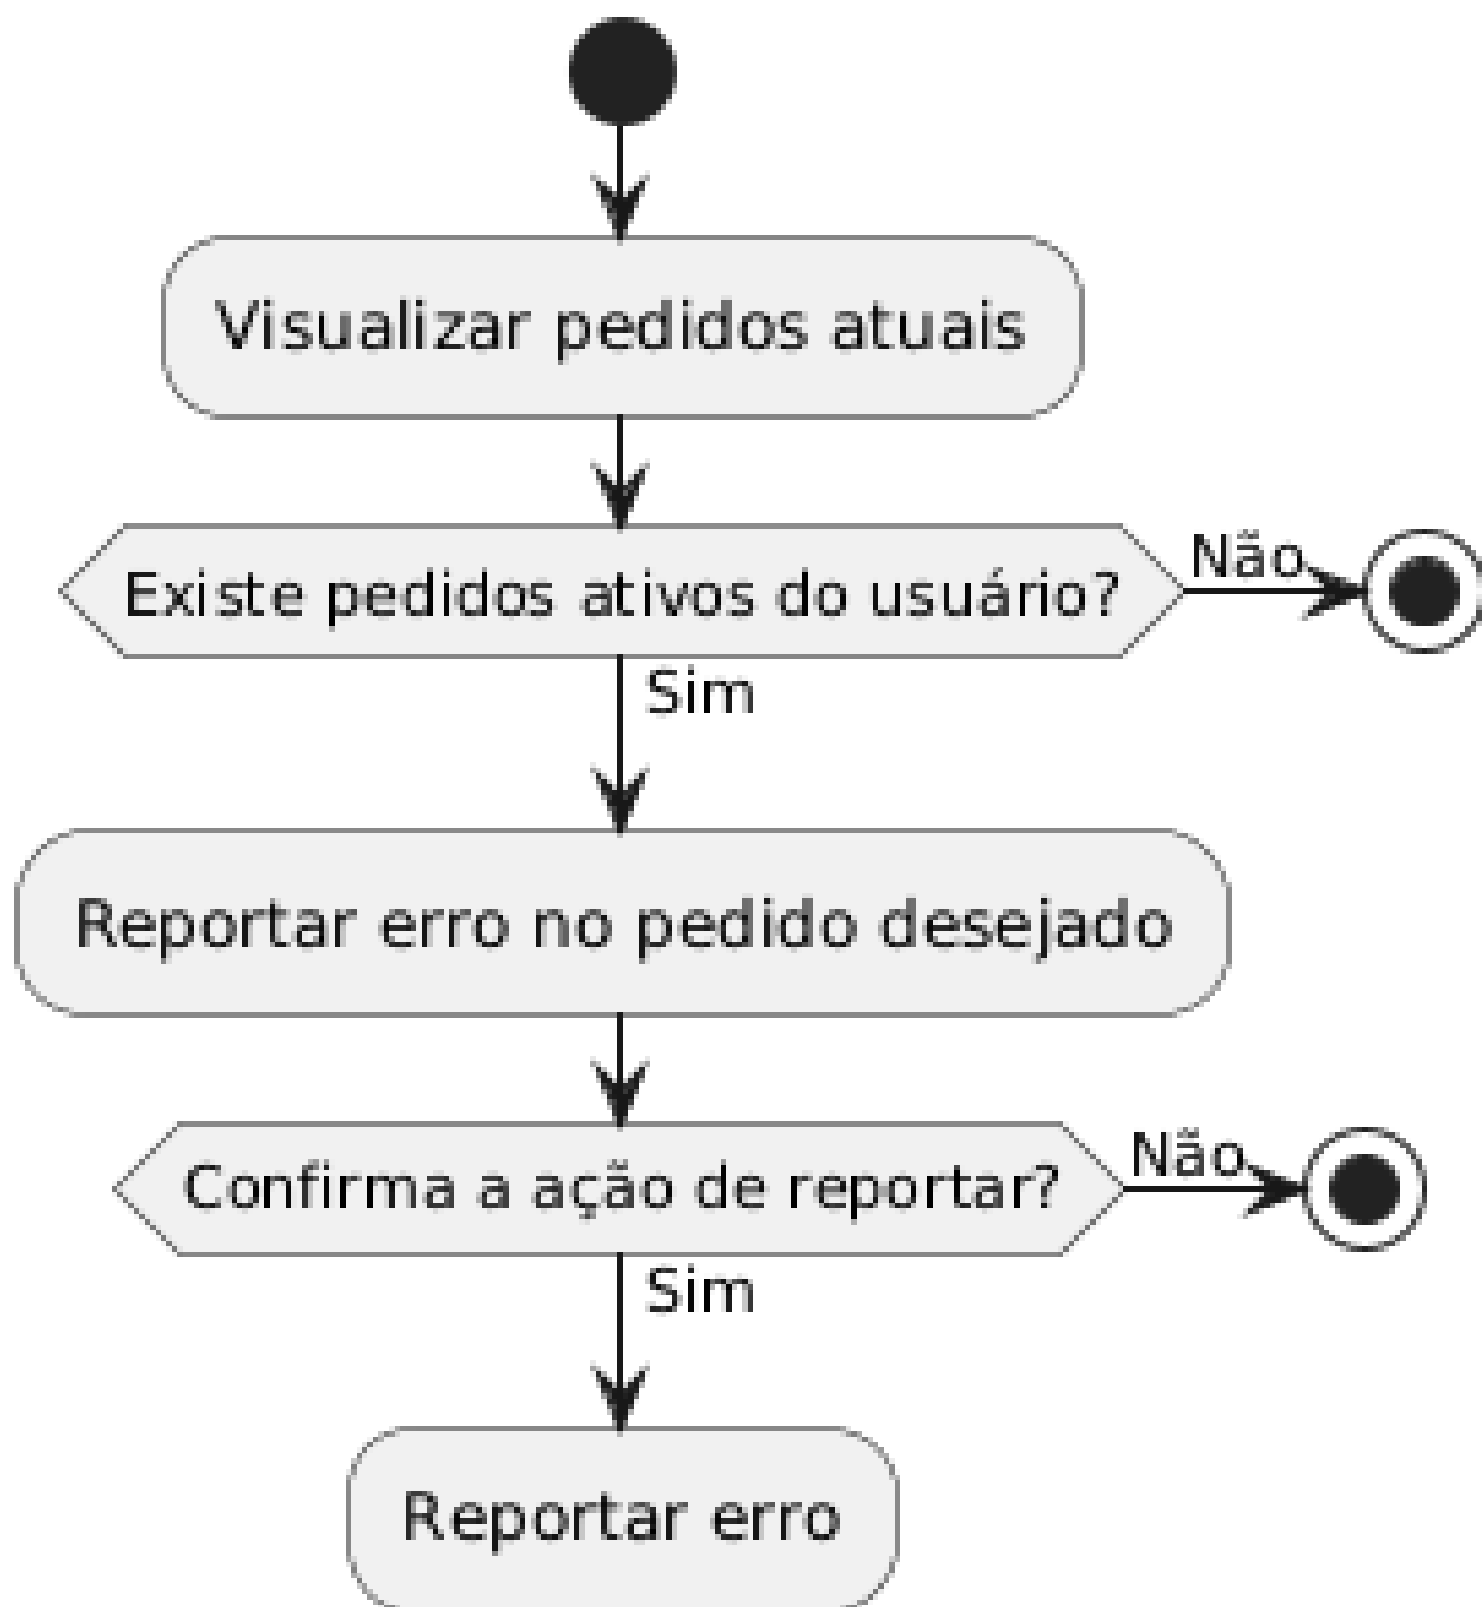 Visualizar pedidos atuais
Existe pedidos ativos do usuário?
Não
Sim
Reportar erro no pedido desejado
Confirma a ação de reportar?
Não
Sim
Reportar erro